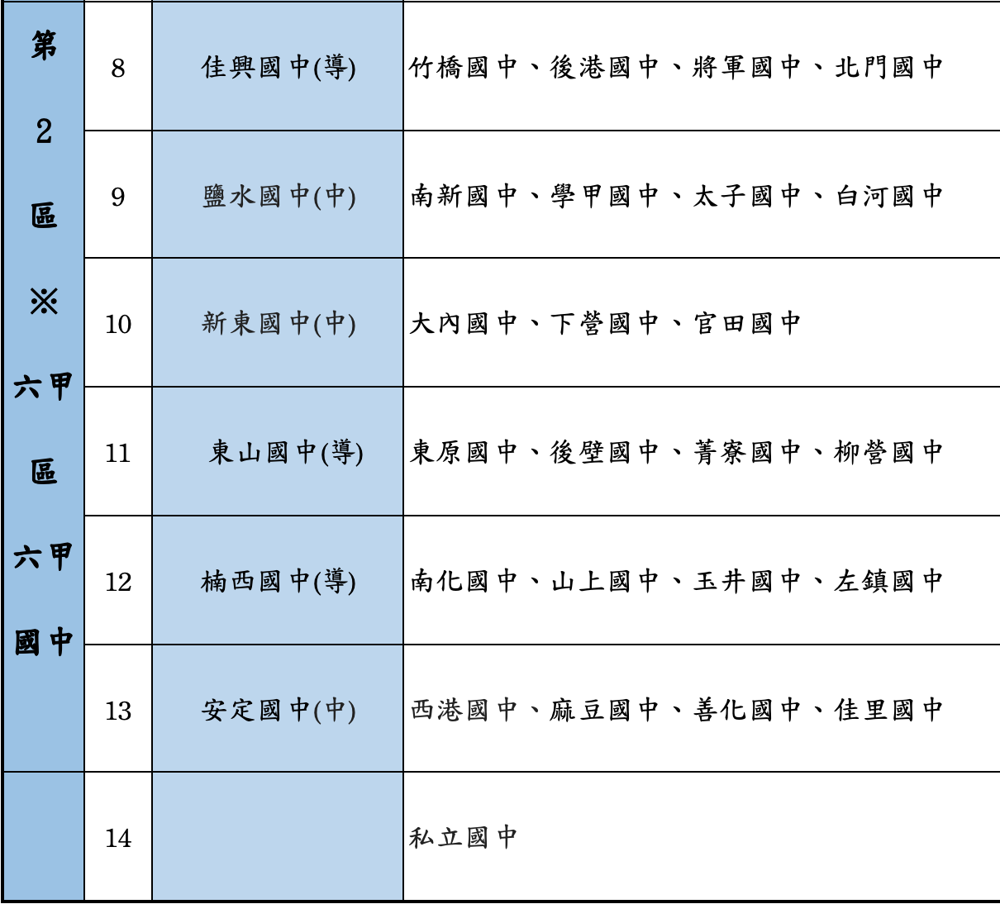 第
2
區
※
六甲
區
六甲
國中
8 佳興國中(導) 竹橋國中、後港國中、將軍國中、北門國中
9 鹽水國中(中) 南新國中、學甲國中、太子國中、白河國中
10 新東國中(中) 大內國中、下營國中、官田國中
11 東山國中(導) 東原國中、後壁國中、菁寮國中、柳營國中
12 楠西國中(導) 南化國中、山上國中、玉井國中、左鎮國中
13 安定國中(中) 西港國中、麻豆國中、善化國中、佳里國中
14 私立國中